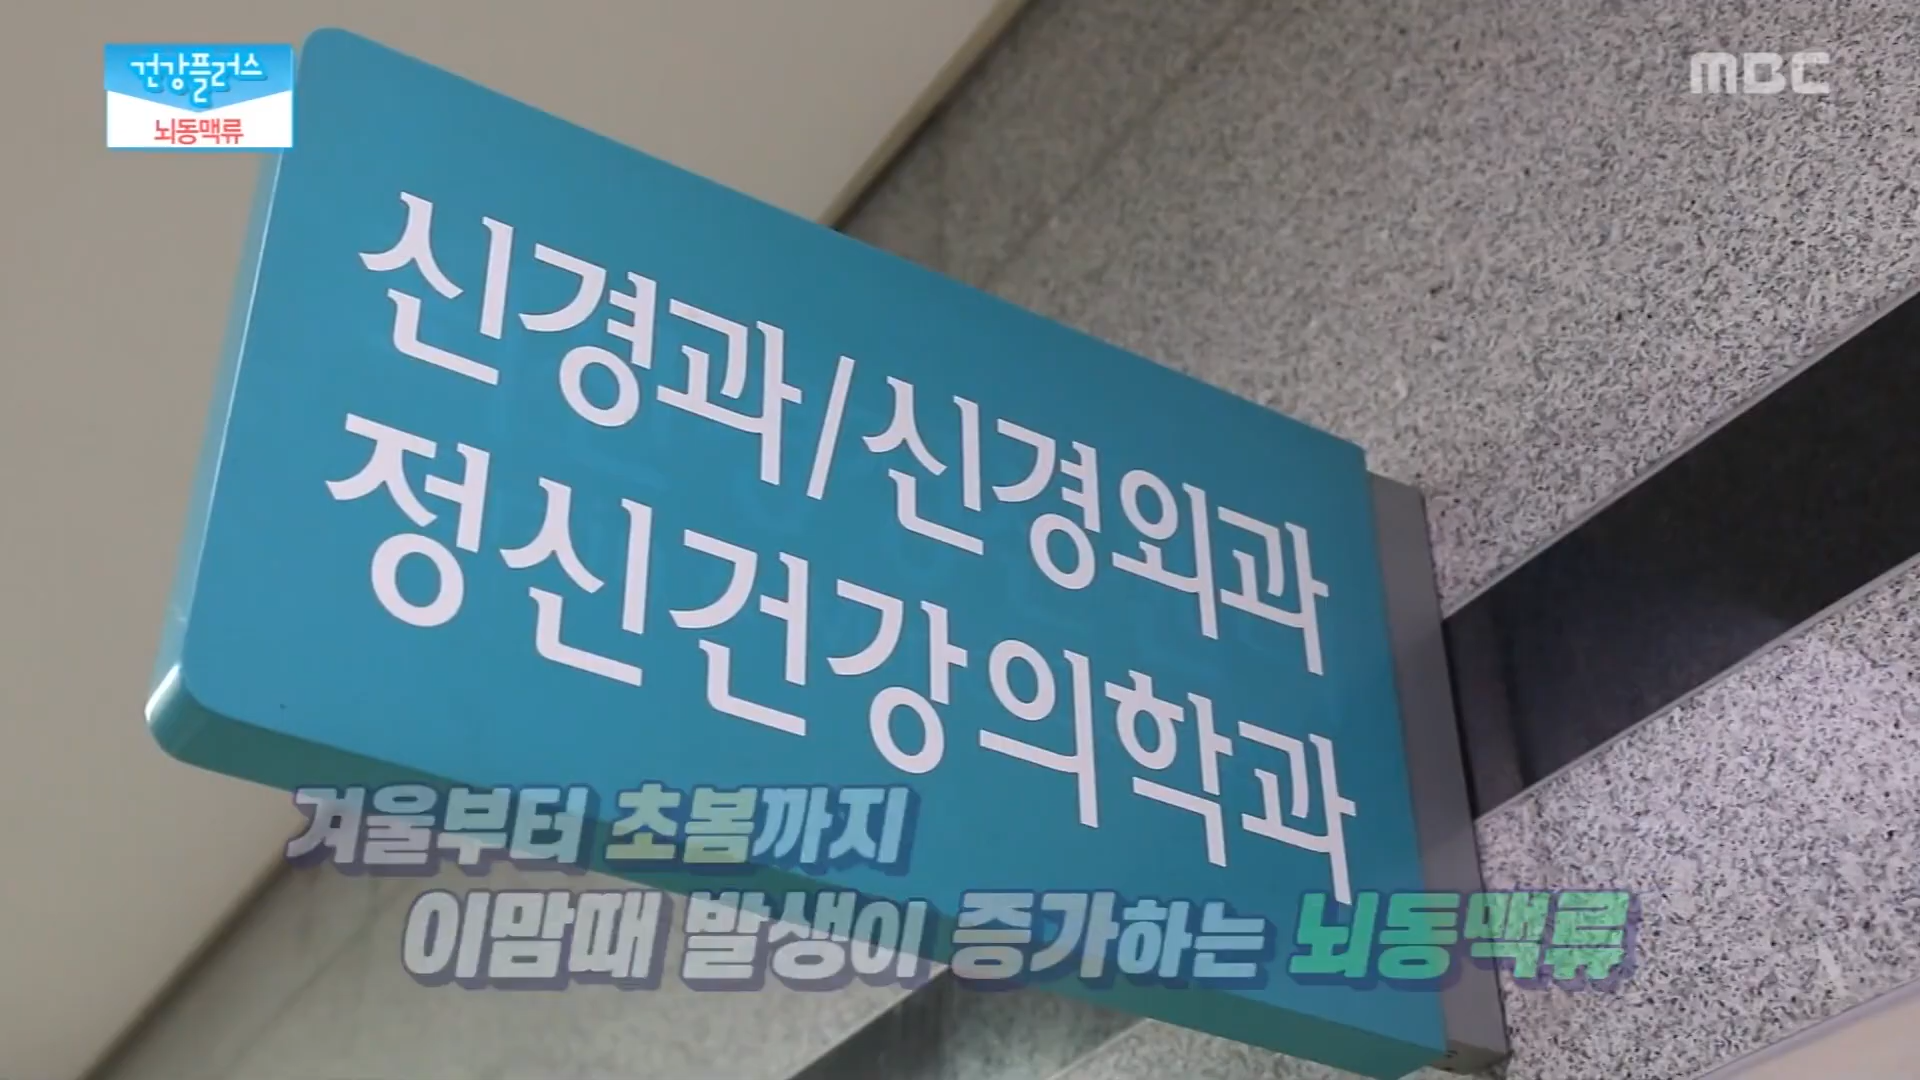 건강플러스
뇌동맥류
MBC
신경과/신경외과
정신건강의학과
겨울부터 초봄까지
이맘때 발생이 증가하는 뇌동맥류